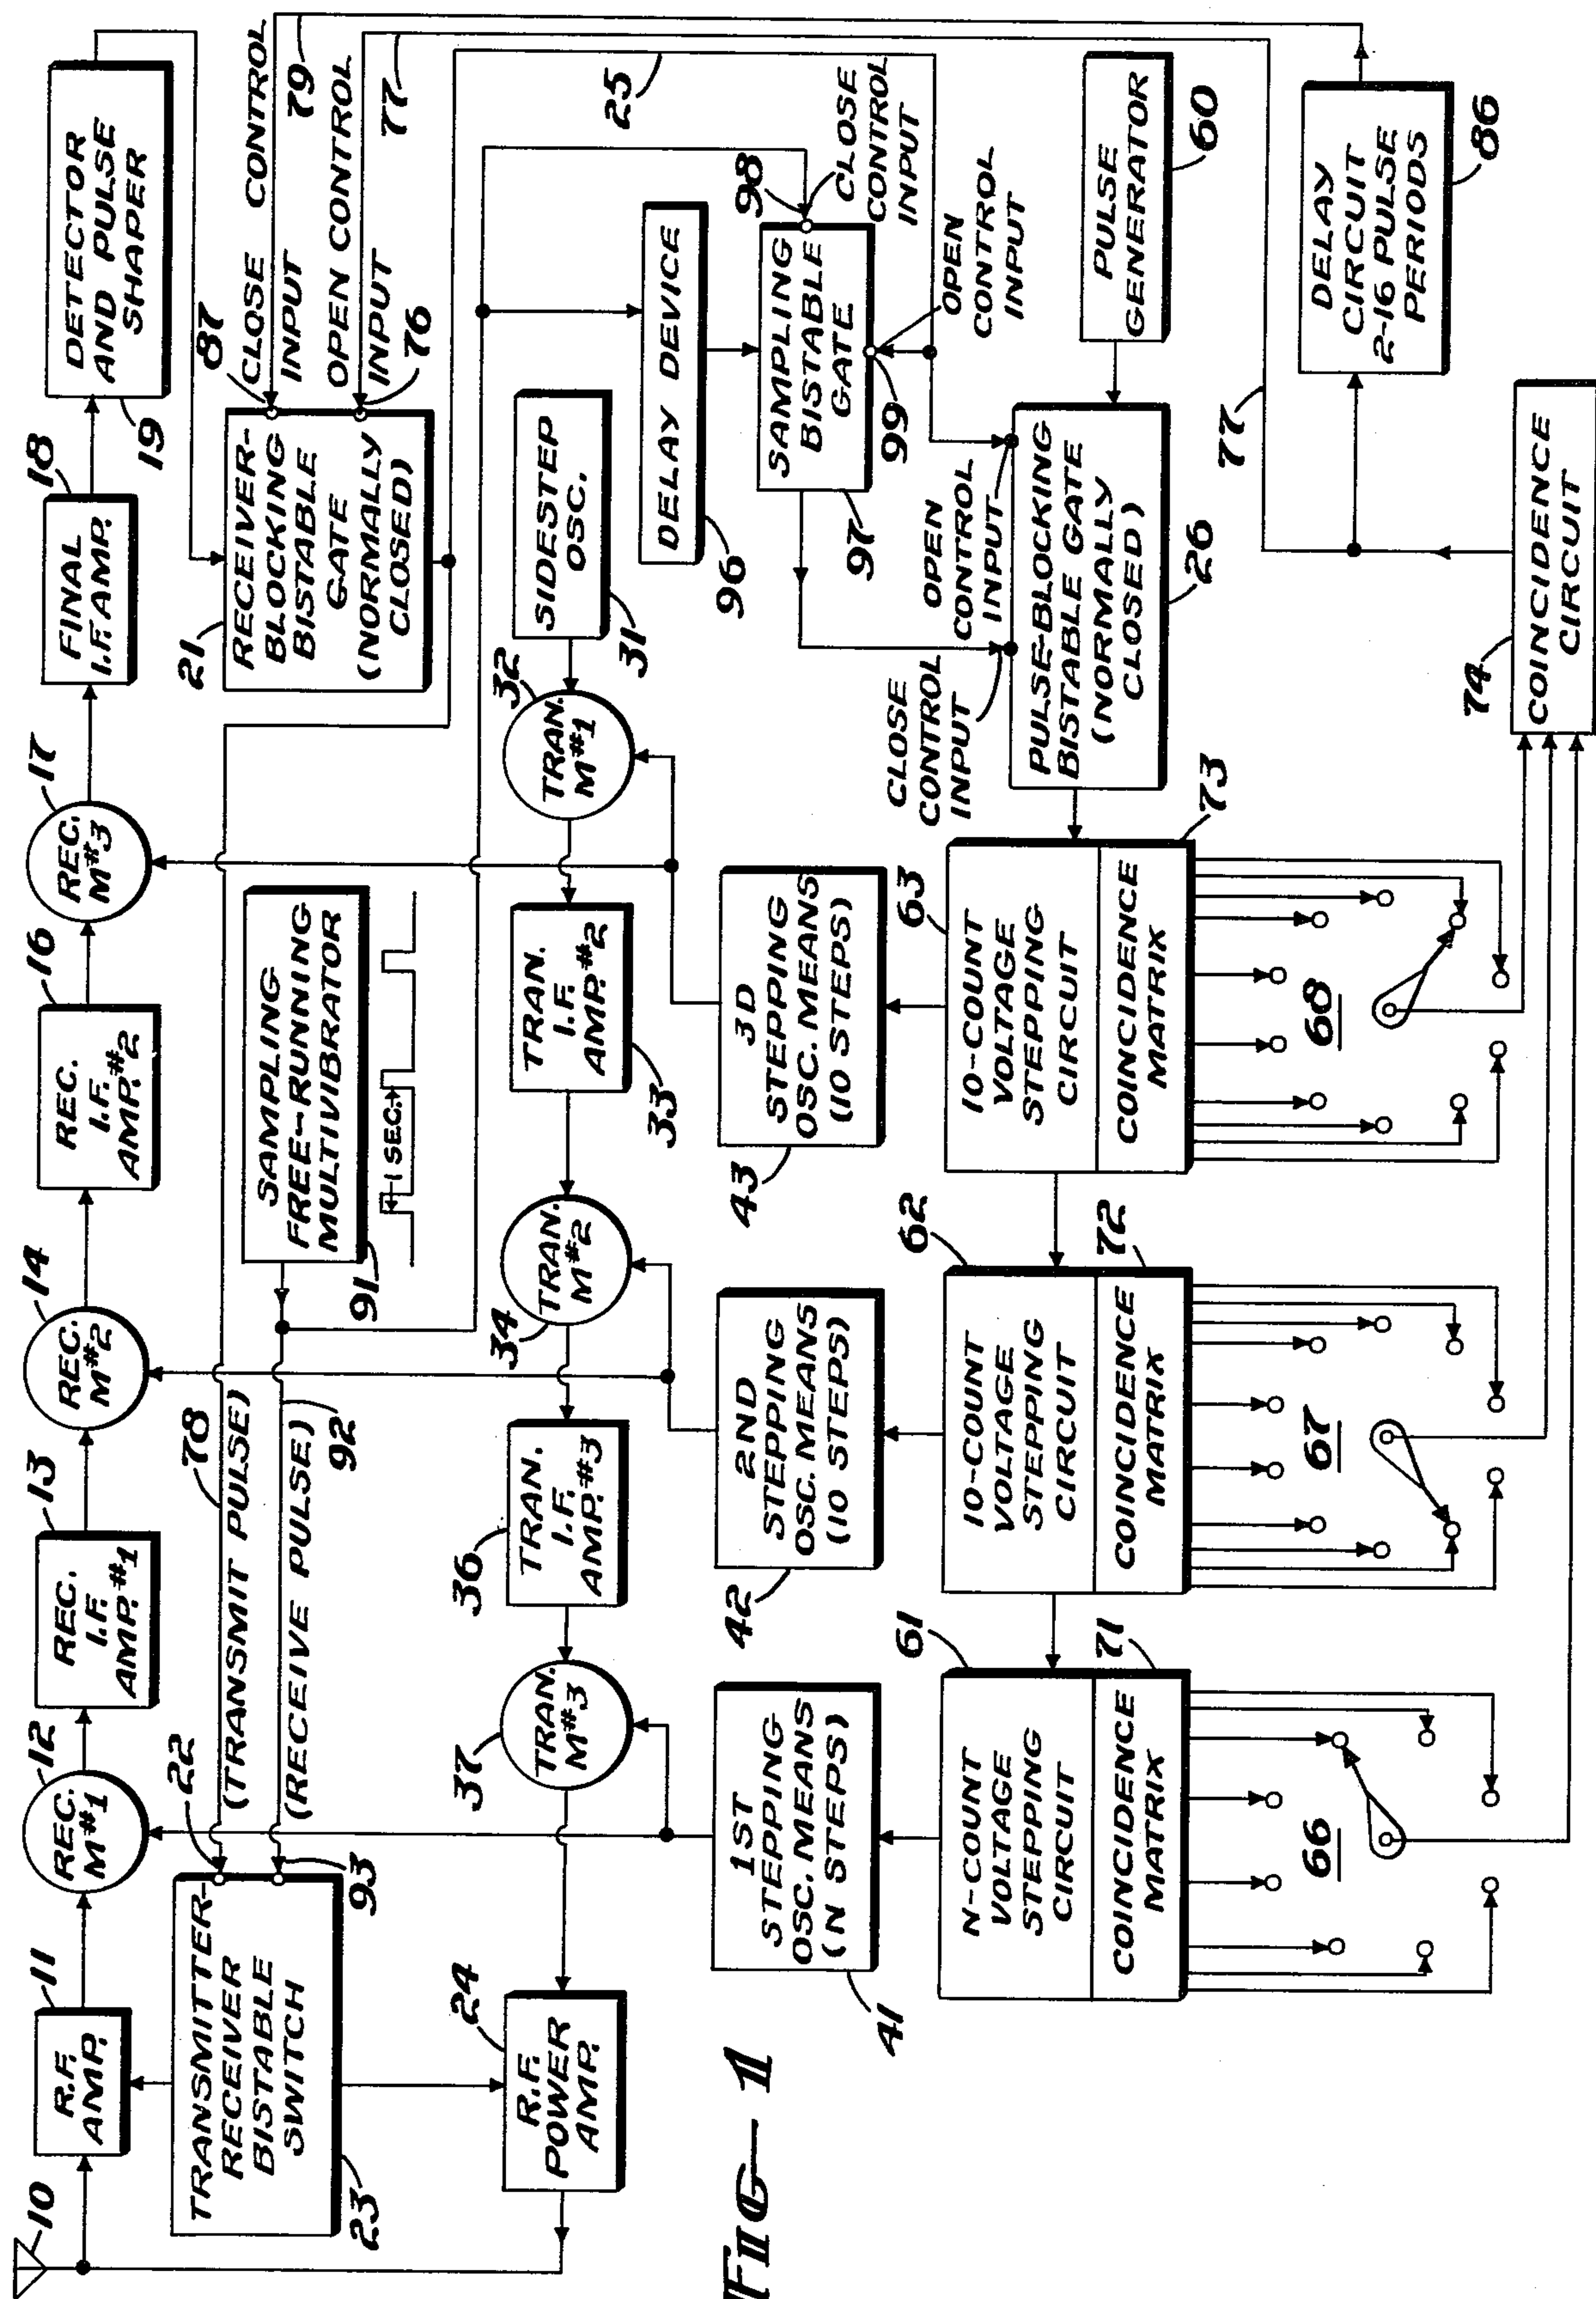 10
11
R.F.
AMP.
12
REC.
M#1
13
REC.
I.F.
AMP.#1
14
REC.
M#2
16
REC.
I.F.
AMP.#2
17
REC.
M#3
18
FINAL
I.F. AMP.
19
DETECTOR
AND PULSE
SHAPER
TRANSMITTER-
RECEIVER
BISTABLE
SWITCH
23
22
93
78
(TRANSMIT PULSE)
(RECEIVE PULSE)
92
SAMPLING
FREE-RUNNING
MULTIVIBRATOR
91
1 SEC.
21
RECEIVER-
BLOCKING
BISTABLE
GATE
(NORMALLY
CLOSED)
87
CLOSE CONTROL
INPUT
OPEN CONTROL
INPUT
76
79
77
25
24
R.F.
POWER
AMP.
37
TRAN.
M#3
36
TRAN.
I.F.
AMP.#3
34
TRAN.
M#2
TRAN.
I.F.
AMP.#2
33
32
TRAN.
M#1
SIDESTEP
OSC.
31
DELAY DEVICE
96
SAMPLING
BISTABLE
GATE
97
98
CLOSE
CONTROL
INPUT
99
OPEN
CONTROL
INPUT
1ST
STEPPING
OSC. MEANS
(N STEPS)
41
2ND
STEPPING
OSC. MEANS
(10 STEPS)
42
3D
STEPPING
OSC. MEANS
(10 STEPS)
43
CLOSE
CONTROL
INPUT
OPEN
CONTROL
INPUT
PULSE-BLOCKING
BISTABLE GATE
(NORMALLY
CLOSED)
26
PULSE
GENERATOR
60
61
N-COUNT
VOLTAGE
STEPPING
CIRCUIT
71
COINCIDENCE
MATRIX
62
10-COUNT
VOLTAGE
STEPPING
CIRCUIT
72
COINCIDENCE
MATRIX
63
10-COUNT
VOLTAGE
STEPPING
CIRCUIT
73
COINCIDENCE
MATRIX
66
67
68
74
COINCIDENCE
CIRCUIT
77
DELAY
CIRCUIT
2-16 PULSE
PERIODS
86
FIG- 1